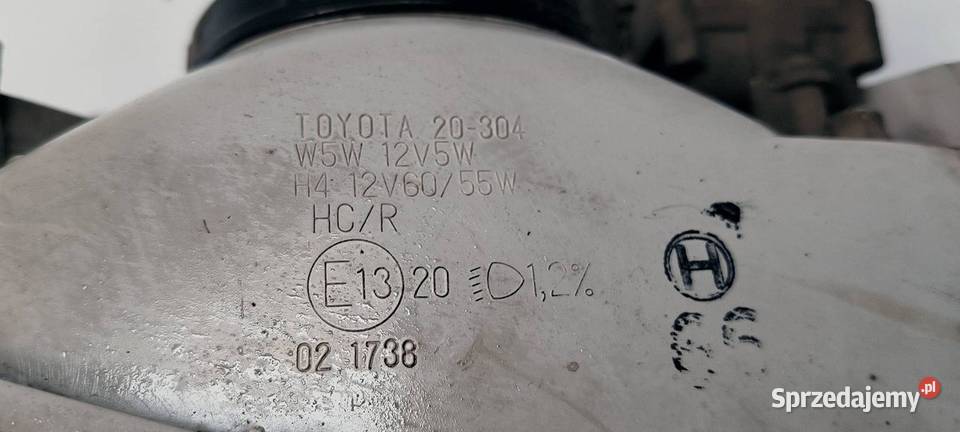 TOYOTA 20-304
W5W 12V5W
H4 12V60/55W
HC/R
E13 20 1,2%
02 1738
H
Sprzedajemy.pl